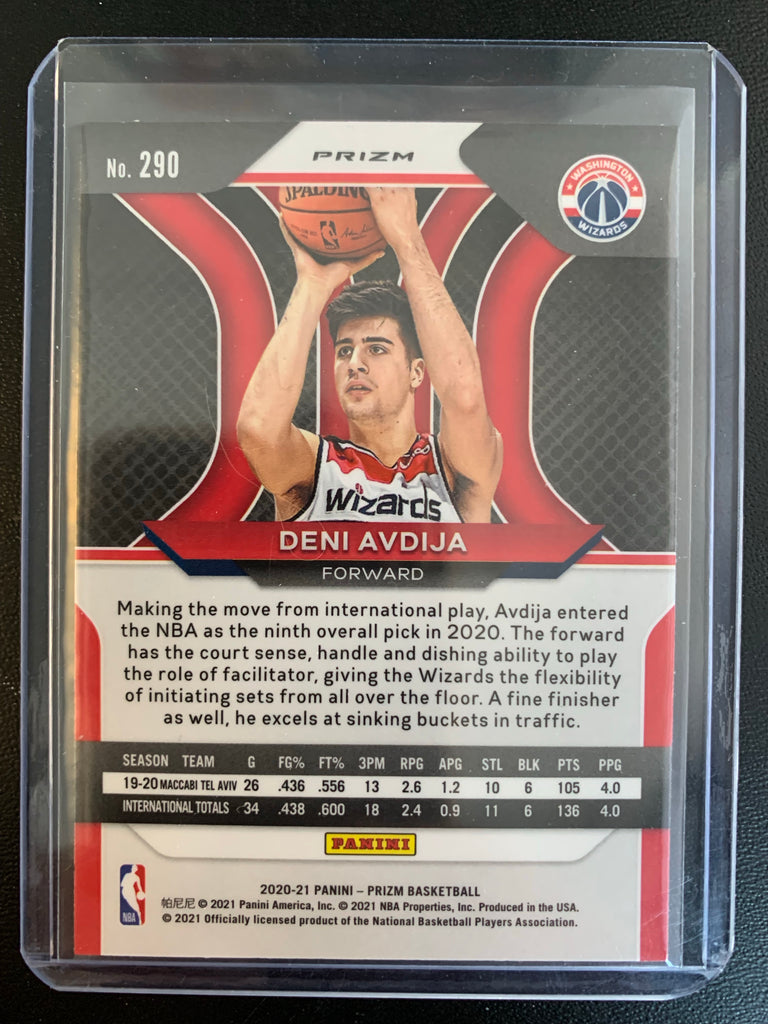 No. 290
PRIZM
WASHINGTON
WIZARDS
SPALDING
Wizards
DENI AVDIJA
FORWARD
Making the move from international play, Avdija entered
the NBA as the ninth overall pick in 2020. The forward
has the court sense, handle and dishing ability to play
the role of facilitator, giving the Wizards the flexibility
of initiating sets from all over the floor. A fine finisher
as well, he excels at sinking buckets in traffic.
SEASON TEAM G FG% FT% 3PM RPG APG STL BLK PTS PPG
19-20 MACCABI TEL AVIV 26 .436 .556 13 2.6 1.2 10 6 105 4.0
INTERNATIONAL TOTALS 34 .438 .600 18 2.4 0.9 11 6 136 4.0
PANINI
NBA
2020-21 PANINI – PRIZM BASKETBALL
帕尼尼 © 2021 Panini America, Inc. © 2021 NBA Properties, Inc. Produced in the USA.
© 2021 Officially licensed product of the National Basketball Players Association.